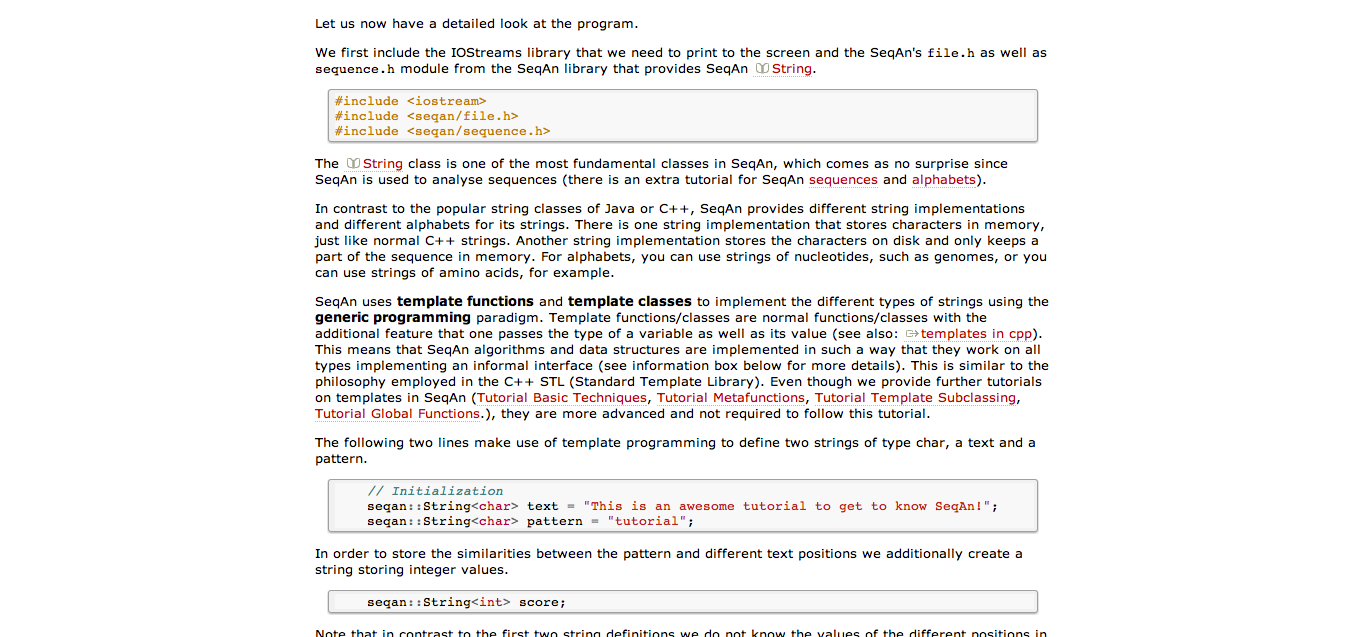 Let us now have a detailed look at the program.
We first include the IOStreams library that we need to print to the screen and the SeqAn's file.h as well as
sequence.h module from the SeqAn library that provides SeqAn String.
#include <iostream>
#include <seqan/file.h>
#include <seqan/sequence.h>
The String class is one of the most fundamental classes in SeqAn, which comes as no surprise since
SeqAn is used to analyse sequences (there is an extra tutorial for SeqAn sequences and alphabets).
In contrast to the popular string classes of Java or C++, SeqAn provides different string implementations
and different alphabets for its strings. There is one string implementation that stores characters in memory,
just like normal C++ strings. Another string implementation stores the characters on disk and only keeps a
part of the sequence in memory. For alphabets, you can use strings of nucleotides, such as genomes, or you
can use strings of amino acids, for example.
SeqAn uses template functions and template classes to implement the different types of strings using the
generic programming paradigm. Template functions/classes are normal functions/classes with the
additional feature that one passes the type of a variable as well as its value (see also: templates in cpp).
This means that SeqAn algorithms and data structures are implemented in such a way that they work on all
types implementing an informal interface (see information box below for more details). This is similar to the
philosophy employed in the C++ STL (Standard Template Library). Even though we provide further tutorials
on templates in SeqAn (Tutorial Basic Techniques, Tutorial Metafunctions, Tutorial Template Subclassing,
Tutorial Global Functions.), they are more advanced and not required to follow this tutorial.
The following two lines make use of template programming to define two strings of type char, a text and a
pattern.
// Initialization
seqan::String<char> text = "This is an awesome tutorial to get to know SeqAn!";
seqan::String<char> pattern = "tutorial";
In order to store the similarities between the pattern and different text positions we additionally create a
string storing integer values.
seqan::String<int> score;
Note that in contrast to the first two string definitions we do not know the values of the different positions in